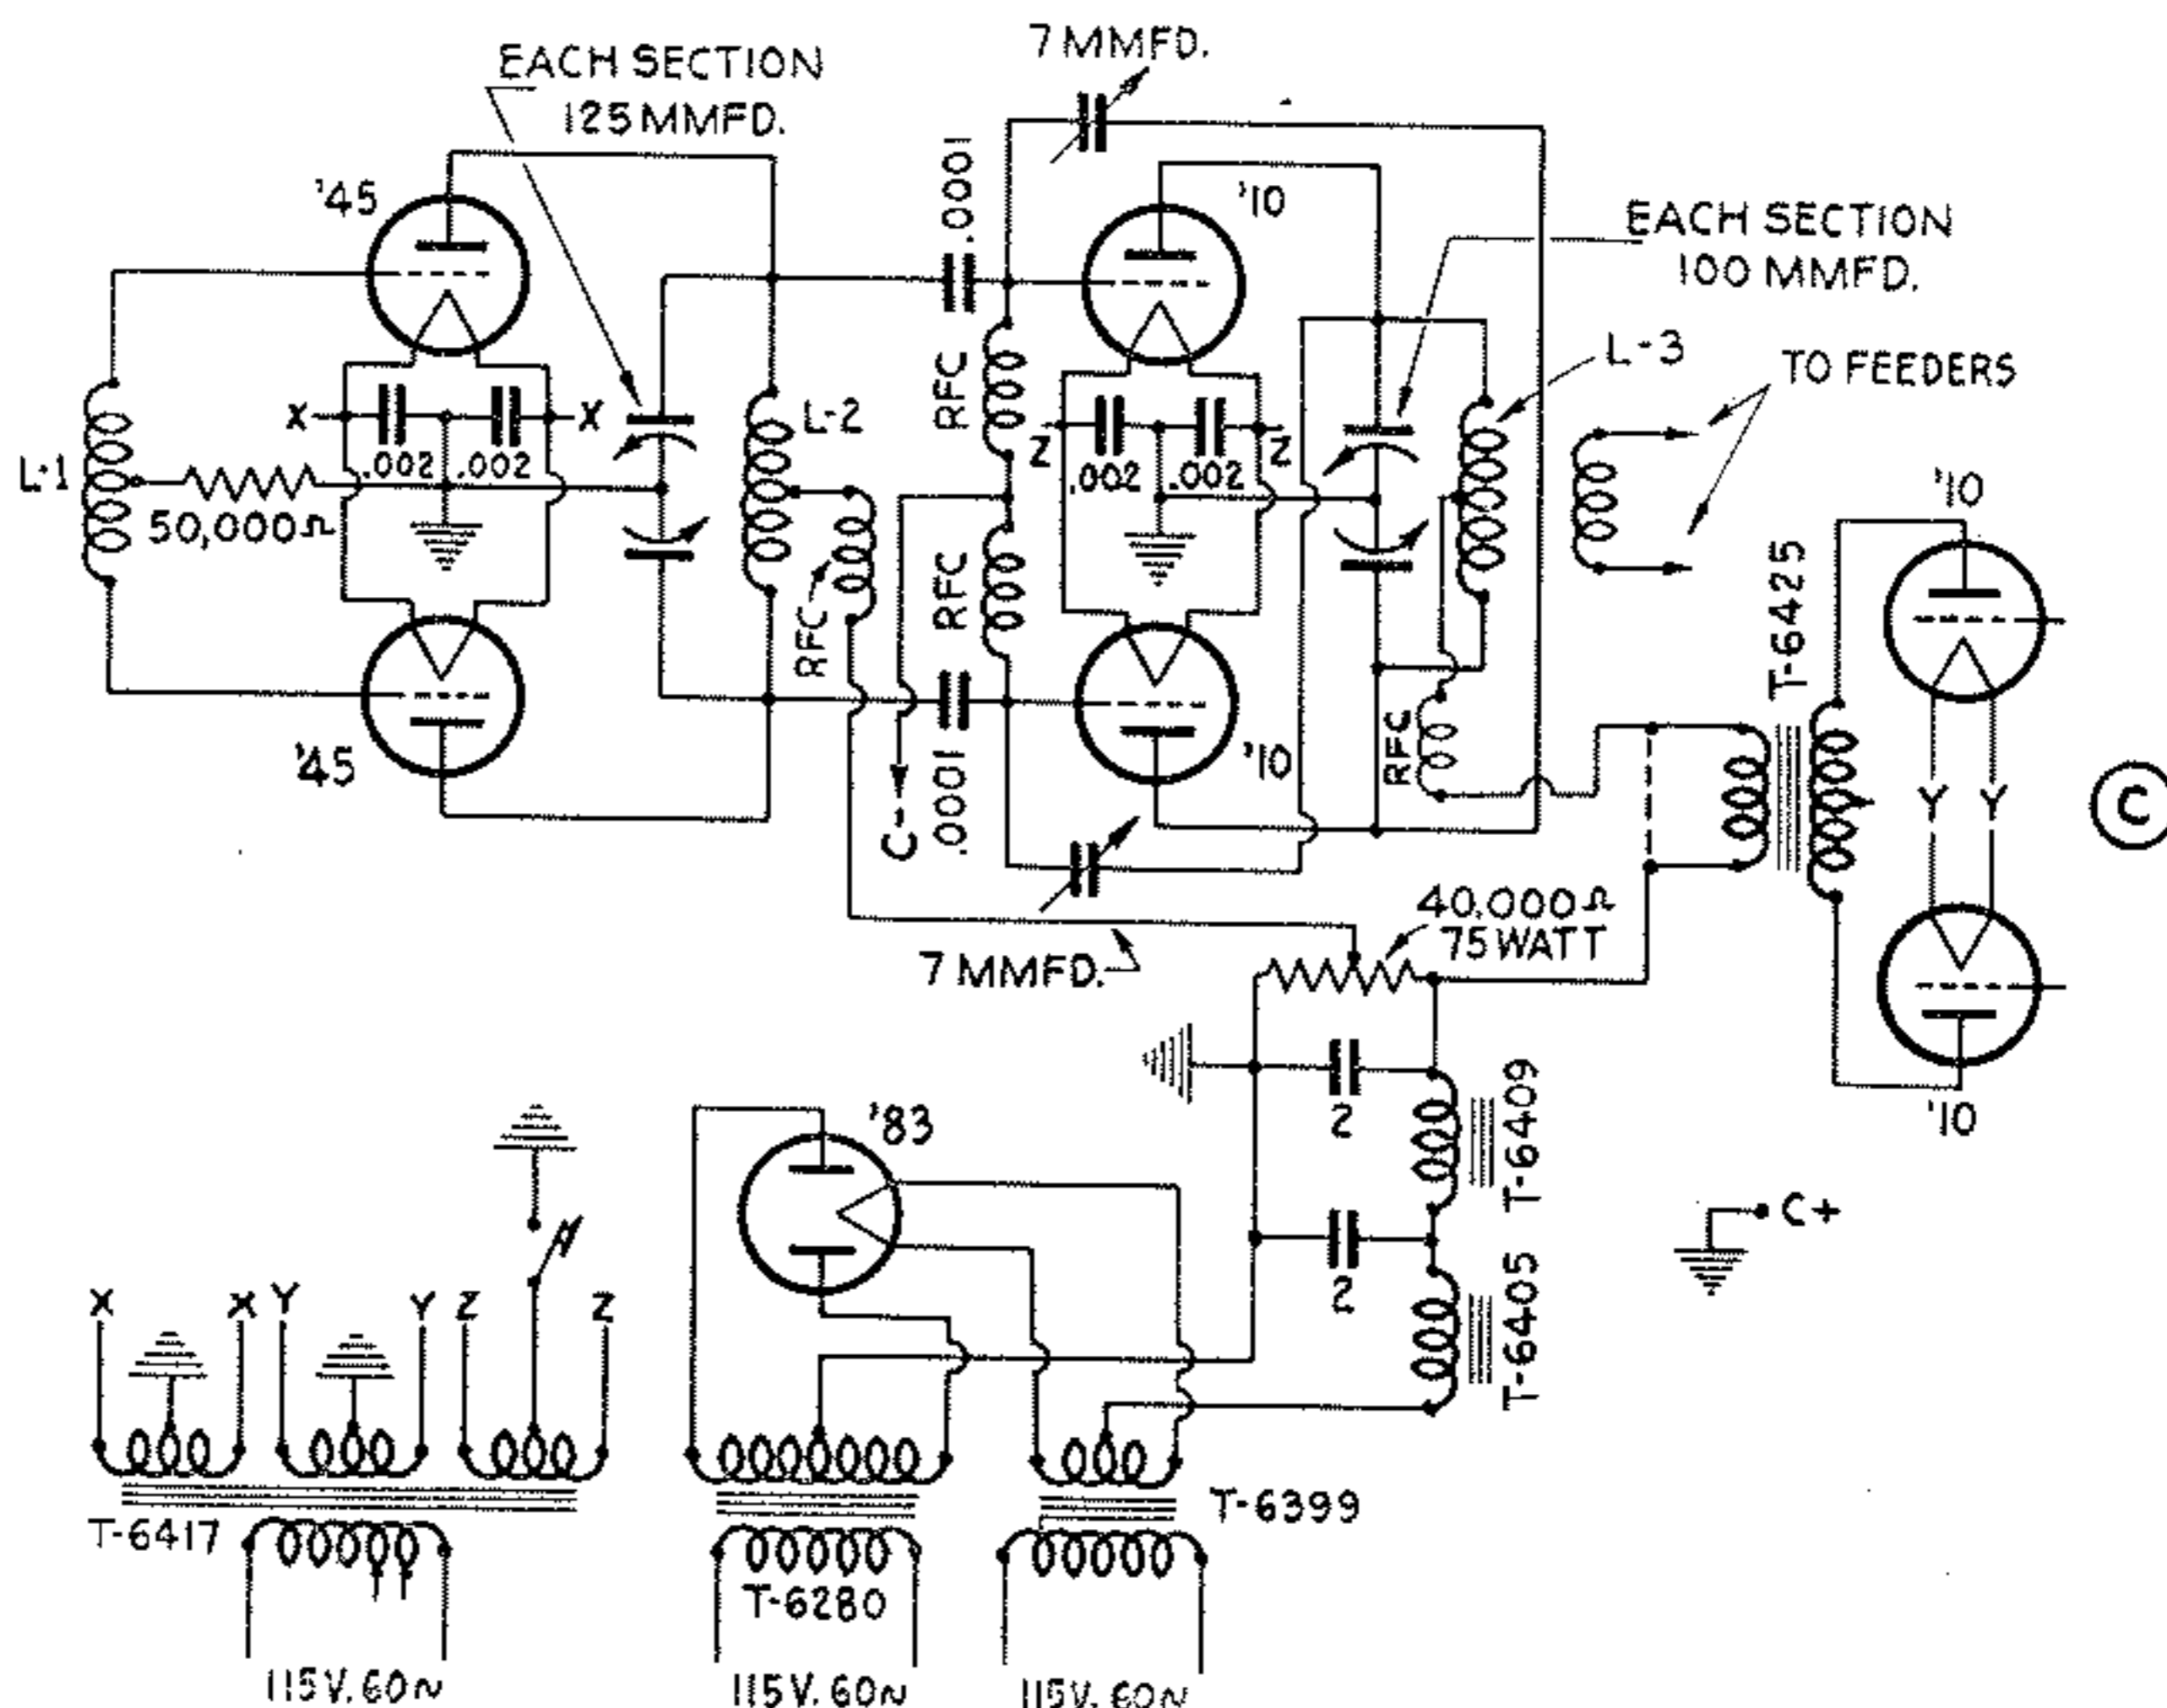 EACH SECTION
125 MMFD.
7 MMFD.
'45
.0001
'10
EACH SECTION
100 MMFD.
L-3
TO FEEDERS
L-1
X
X
.002
.002
50,000Ω
L-2
RFC
RFC
Z
Z
.002
.002
RFC
'10
T-6425
'45
C-
.0001
'10
RFC
Y
Y
C
7 MMFD.
40,000Ω
75 WATT
'10
2
T-6409
'83
2
T-6405
C+
X
X
Y
Y
Z
Z
T-6417
T-6280
T-6399
115V. 60~
115V. 60~
115V. 60~